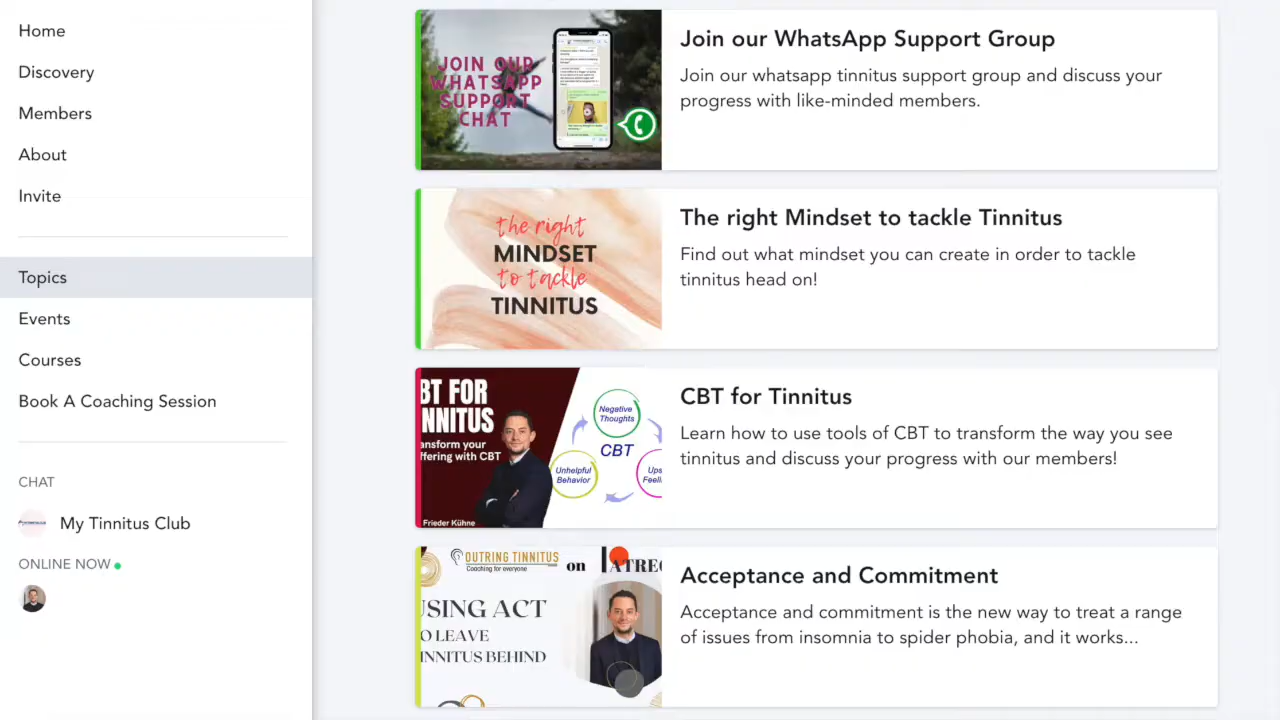 Home
Discovery
Members
About
Invite
Topics
Events
Courses
Book A Coaching Session
CHAT
My Tinnitus Club
ONLINE NOW
JOIN OUR
WHATSAPP
SUPPORT
CHAT
Join our WhatsApp Support Group
Join our whatsapp tinnitus support group and discuss your
progress with like-minded members.
the right
MINDSET
to tackle
TINNITUS
The right Mindset to tackle Tinnitus
Find out what mindset you can create in order to tackle
tinnitus head on!
BT FOR
NNITUS
ansform your
ffering with CBT
Frieder Kühne
Negative
Thoughts
CBT
Unhelpful
Behavior
Ups
Feeli
CBT for Tinnitus
Learn how to use tools of CBT to transform the way you see
tinnitus and discuss your progress with our members!
OUTRING TINNITUS
Coaching for everyone
on
ATREO
USING ACT
O LEAVE
INNITUS BEHIND
Acceptance and Commitment
Acceptance and commitment is the new way to treat a range
of issues from insomnia to spider phobia, and it works...